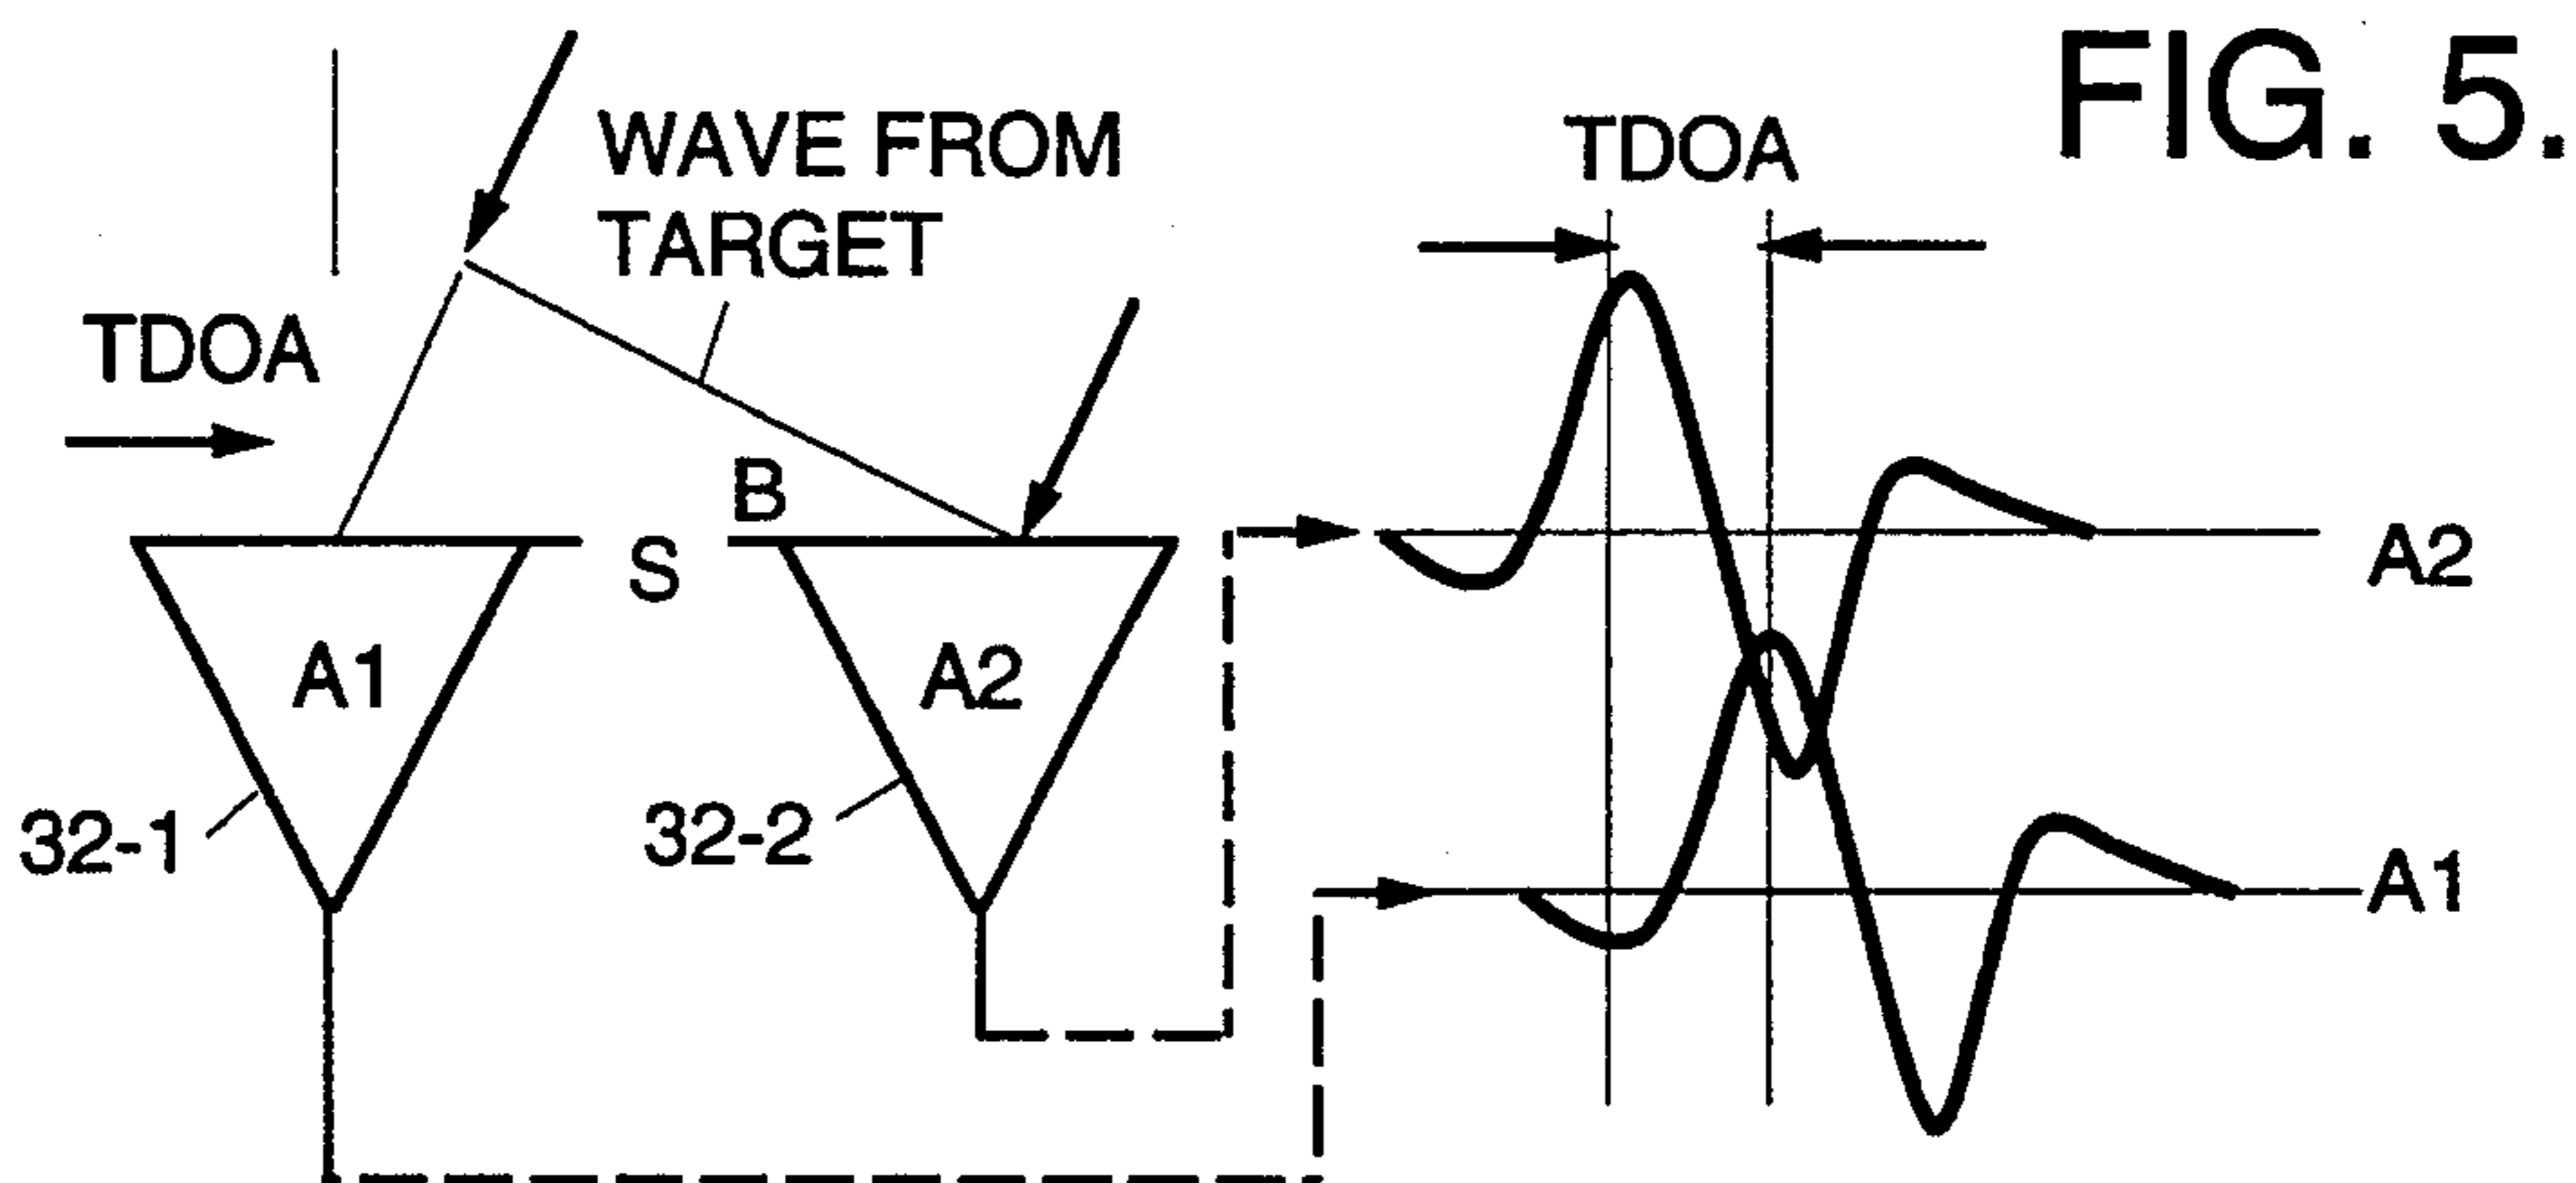 FIG. 5.
WAVE FROM
TARGET
TDOA
TDOA
B
S
A1
A2
32-1
32-2
A2
A1